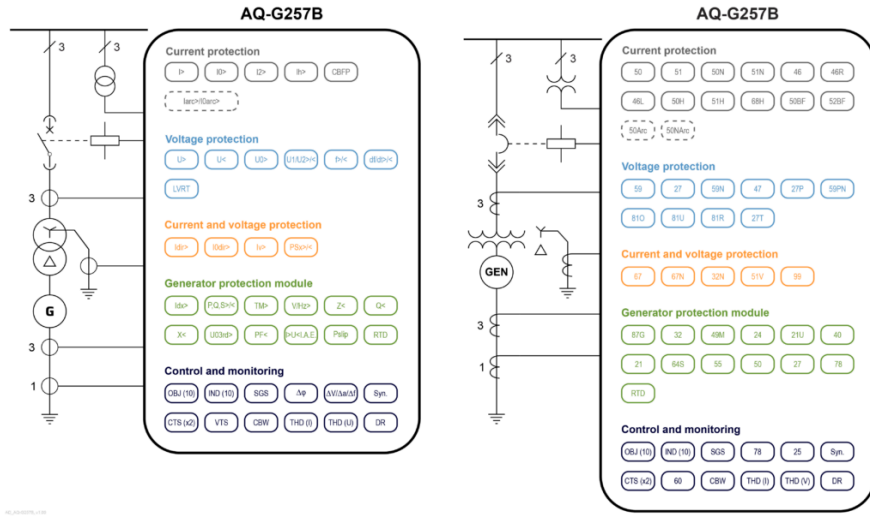 AQ-G257B
3
3
Current protection
I> I0> I2> Ih> CBFP
Iarc>/I0arc>
Voltage protection
U> U< U0> U1/U2>/< f>/< df/dt>/<
LVRT
3
Current and voltage protection
Idir> I0dir> Iv> PSx>/<
Generator protection module
Idx> P,Q,S>/< TM> V/Hz> Z< Q<
G
X< U03rd> PF< I>U<I.A.E. Pslip RTD
3
Control and monitoring
1
OBJ (10) IND (10) SGS Δφ ΔV/Δa/Δf Syn.
CTS (x2) VTS CBW THD (I) THD (U) DR
AQ-G257B
3
3
Current protection
50 51 50N 51N 46 46R
46L 50H 51H 68H 50BF 52BF
50Arc 50NArc
Voltage protection
59 27 59N 47 27P 59PN
3
81O 81U 81R 27T
Current and voltage protection
GEN
67 67N 32N 51V 98
Generator protection module
87G 32 49M 24 21U 40
3
21 64S 55 50 27 78
1
RTD
Control and monitoring
OBJ (10) IND (10) SGS 78 25 Syn.
CTS (x2) 60 CBW THD (I) THD (V) DR